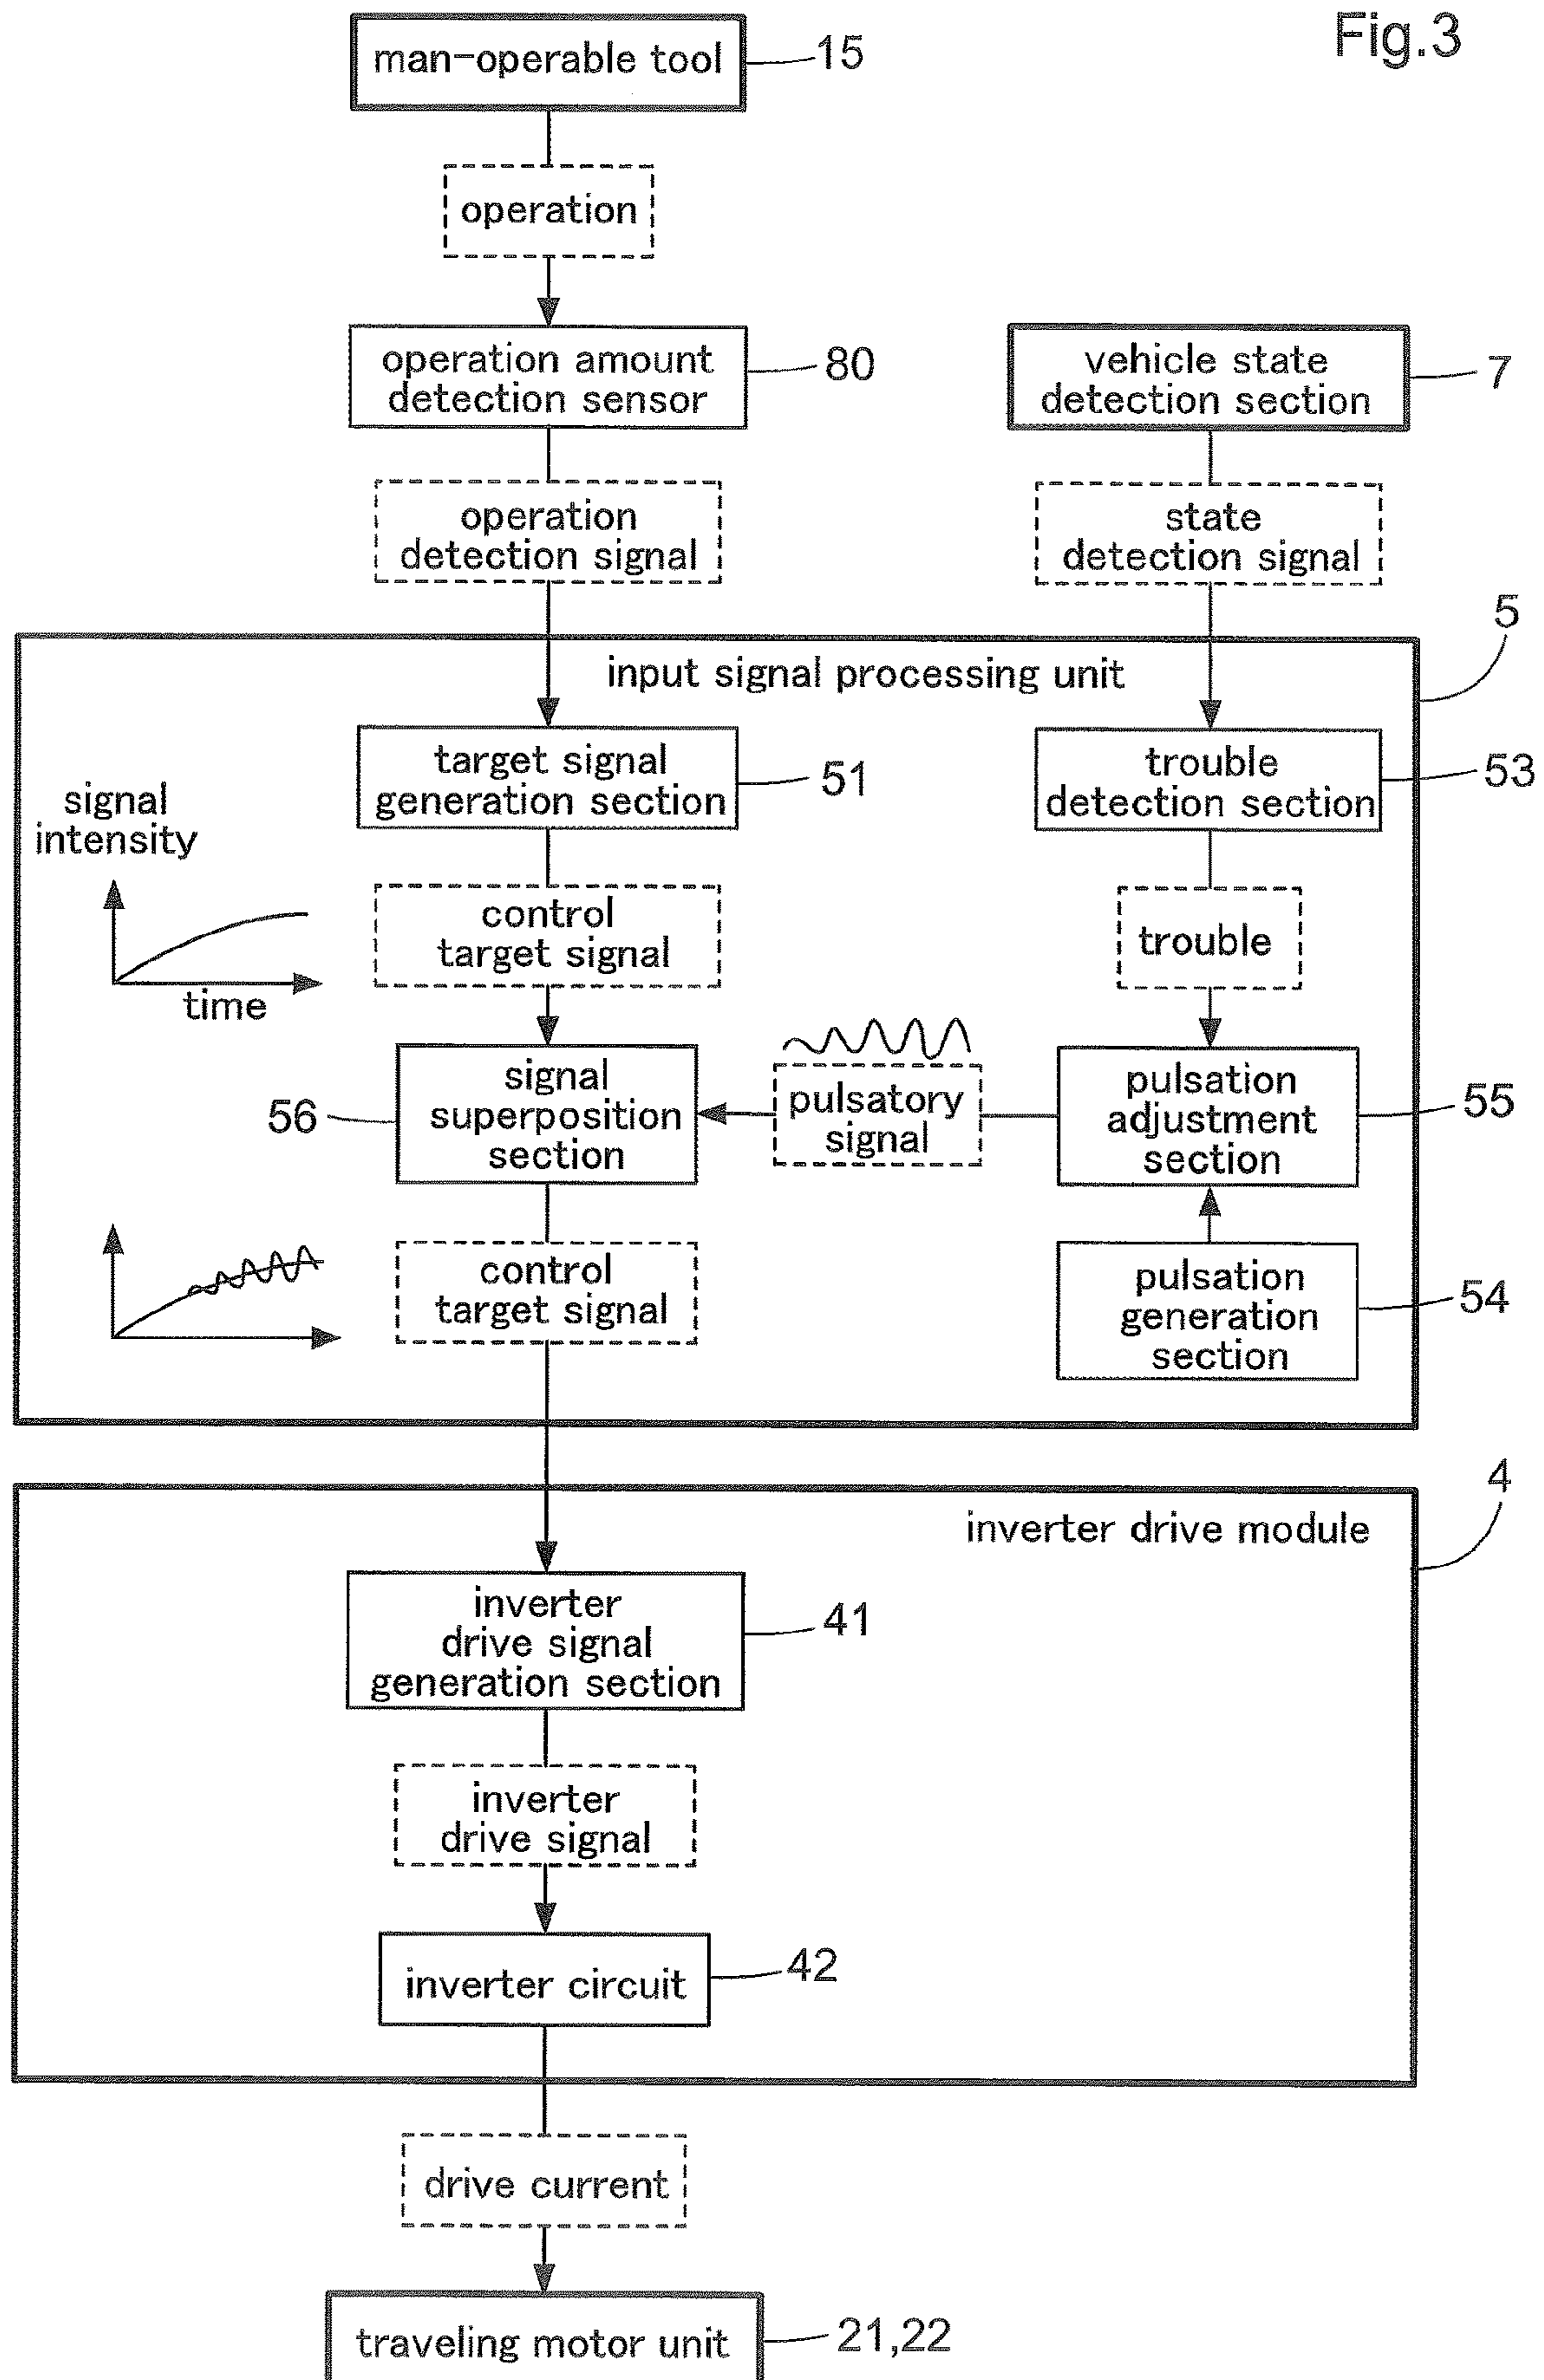 Fig.3
man-operable tool
15
operation
operation amount
detection sensor
80
vehicle state
detection section
7
operation
detection signal
state
detection signal
5
input signal processing unit
target signal
generation section
51
trouble
detection section
53
signal
intensity
time
control
target signal
trouble
signal
superposition
section
56
pulsatory
signal
pulsation
adjustment
section
55
control
target signal
pulsation
generation
section
54
4
inverter drive module
inverter
drive signal
generation section
41
inverter
drive signal
inverter circuit
42
drive current
traveling motor unit
21,22